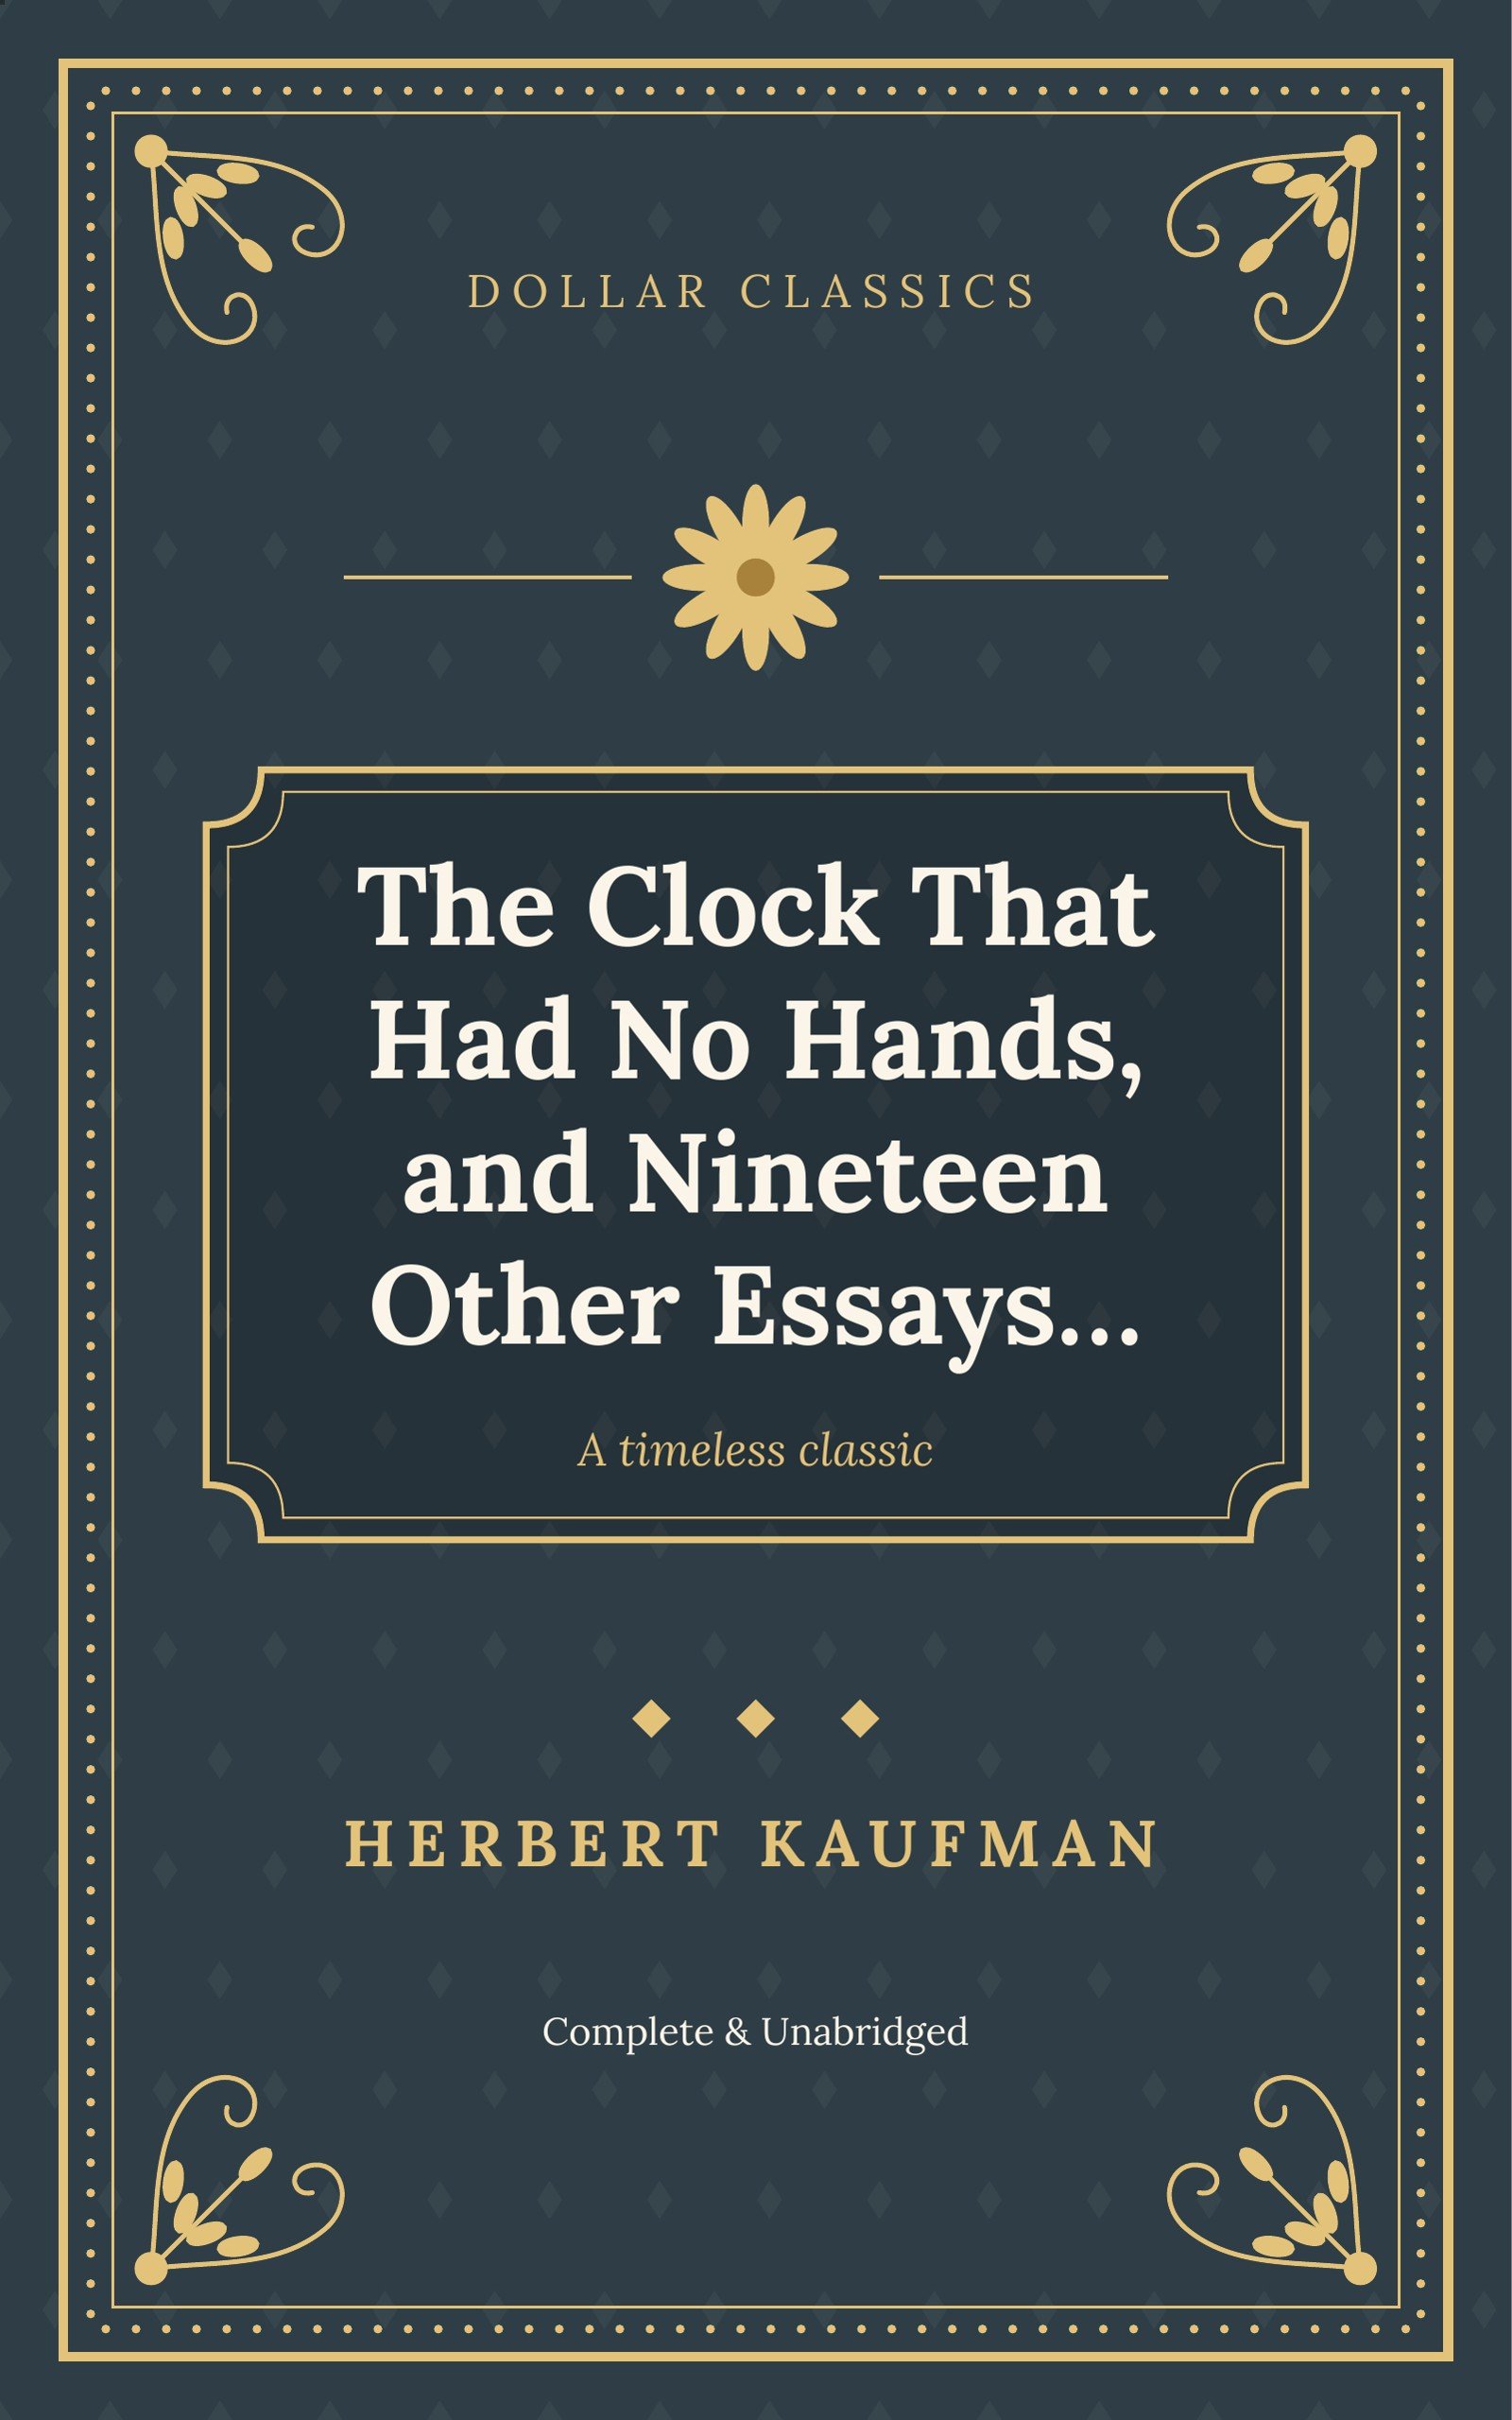 DOLLAR CLASSICS
The Clock That
Had No Hands,
and Nineteen
Other Essays...
A timeless classic
HERBERT KAUFMAN
Complete & Unabridged